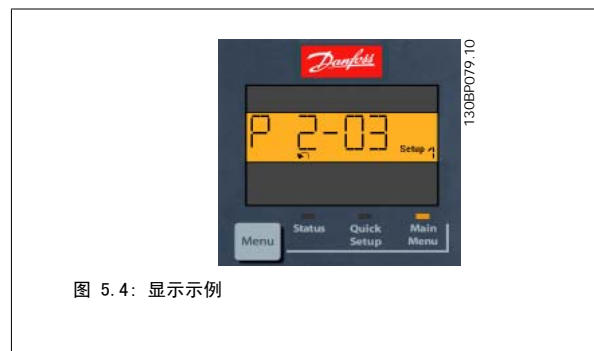 Danfoss
130BP079.10
P 2-03
Setup 1
Menu
Status
Quick Setup
Main Menu
图 5.4: 显示示例